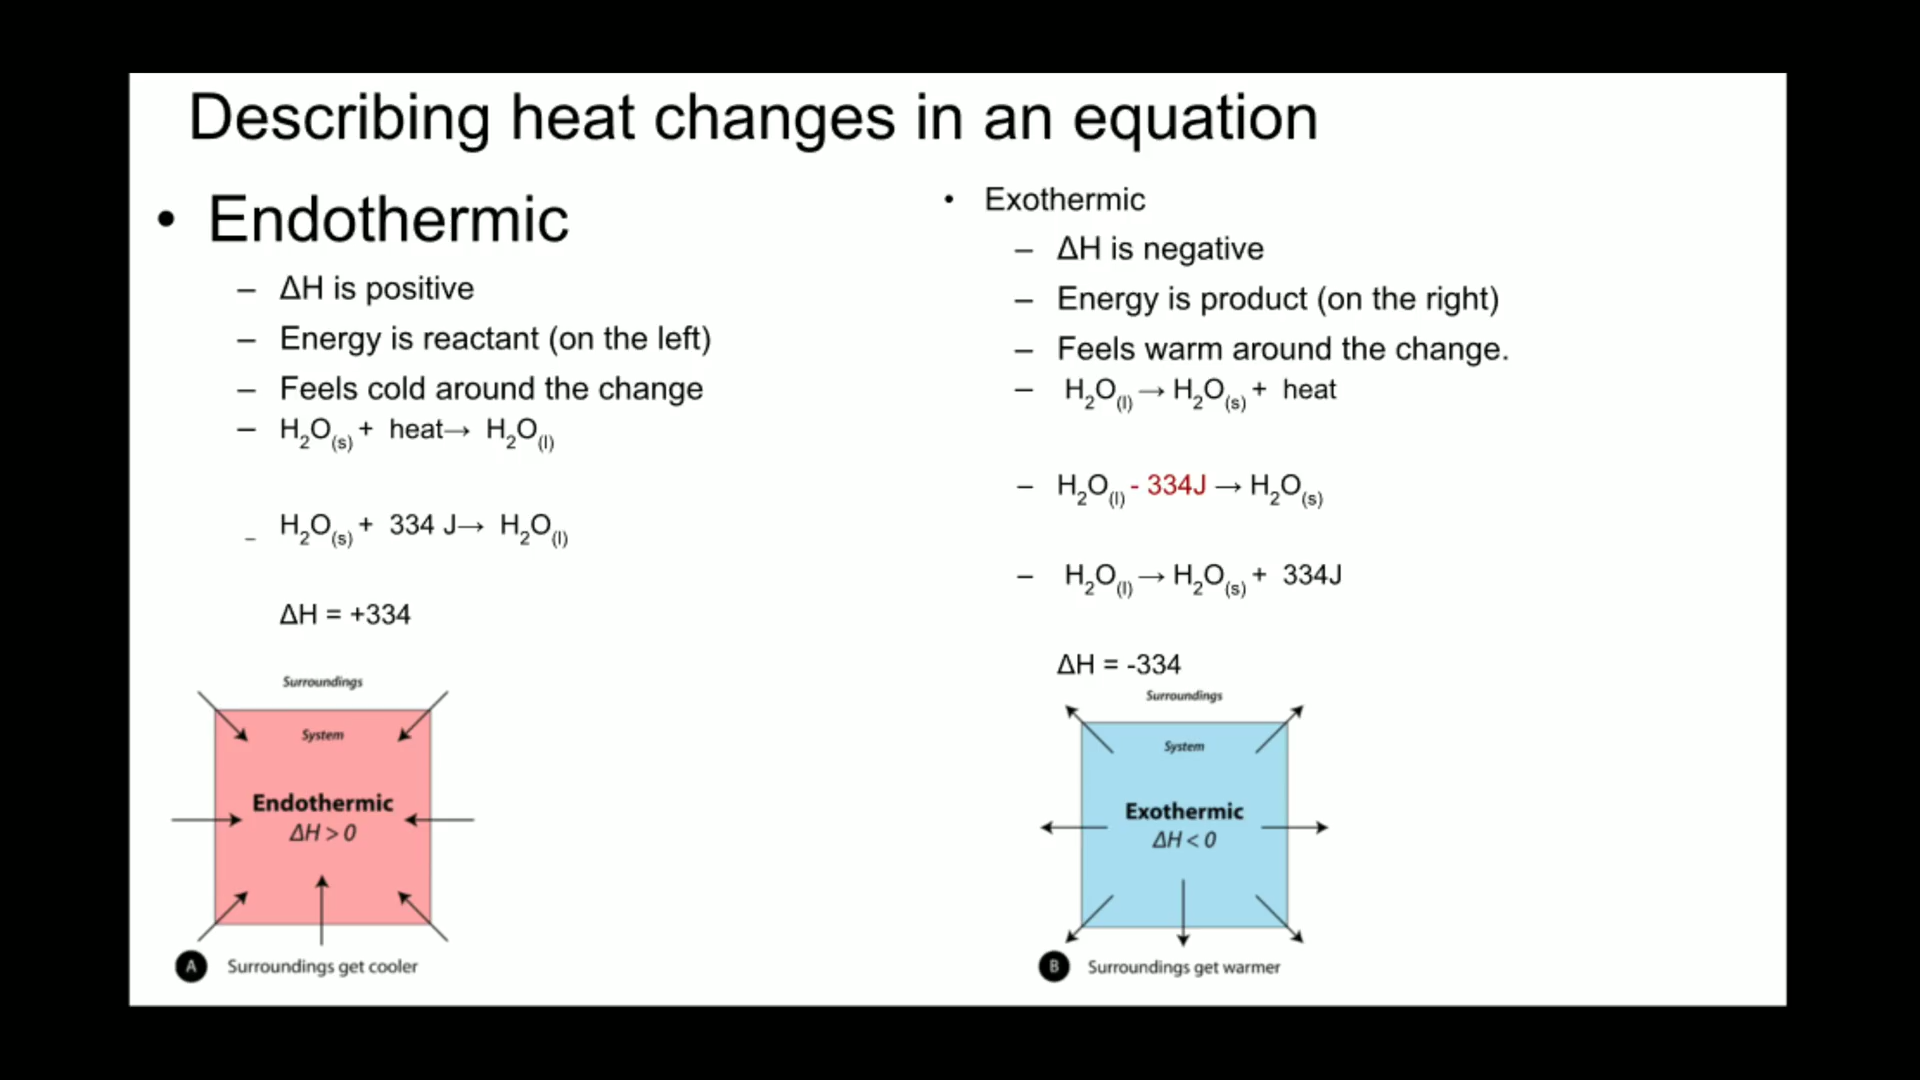 Describing heat changes in an equation
• Endothermic
– ΔH is positive
– Energy is reactant (on the left)
– Feels cold around the change
– H₂O₍s₎ + heat→ H₂O₍l₎
– H₂O₍s₎ + 334 J→ H₂O₍l₎
ΔH = +334
Surroundings
System
Endothermic
ΔH > 0
A Surroundings get cooler
• Exothermic
– ΔH is negative
– Energy is product (on the right)
– Feels warm around the change.
– H₂O₍l₎ → H₂O₍s₎ + heat
– H₂O₍l₎ - 334J → H₂O₍s₎
– H₂O₍l₎ → H₂O₍s₎ + 334J
ΔH = -334
Surroundings
System
Exothermic
ΔH < 0
B Surroundings get warmer